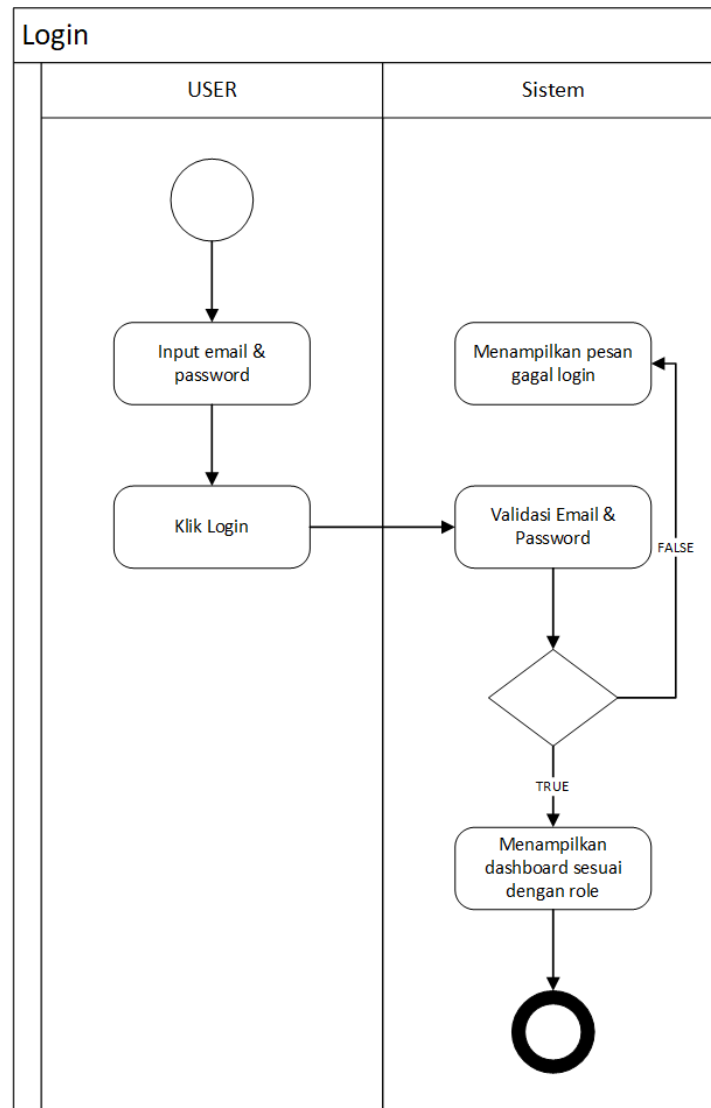 Login
USER
Sistem
Input email &
password
Menampilkan pesan
gagal login
Klik Login
Validasi Email &
Password
FALSE
TRUE
Menampilkan
dashboard sesuai
dengan role